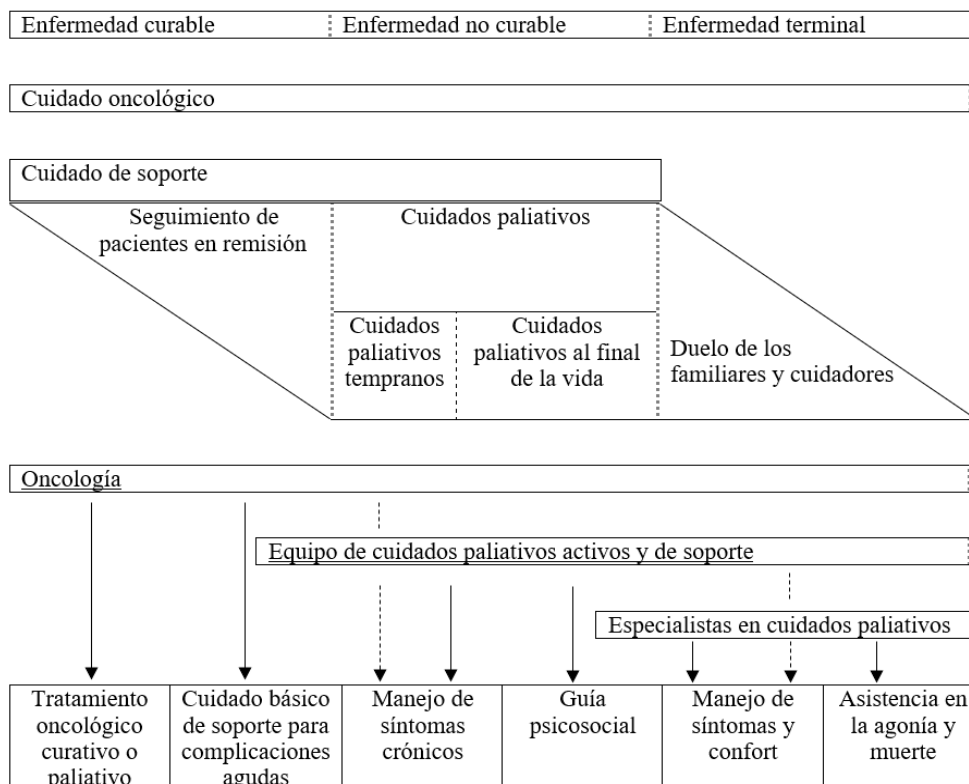 Enfermedad curable
Enfermedad no curable
Enfermedad terminal
Cuidado oncológico
Cuidado de soporte
Seguimiento de
pacientes en remisión
Cuidados paliativos
Cuidados
paliativos
tempranos
Cuidados
paliativos al final
de la vida
Duelo de los
familiares y cuidadores
Oncología
Equipo de cuidados paliativos activos y de soporte
Especialistas en cuidados paliativos
Tratamiento
oncológico
curativo o
paliativo
Cuidado básico
de soporte para
complicaciones
agudas
Manejo de
síntomas
crónicos
Guía
psicosocial
Manejo de
síntomas y
confort
Asistencia en
la agonía y
muerte